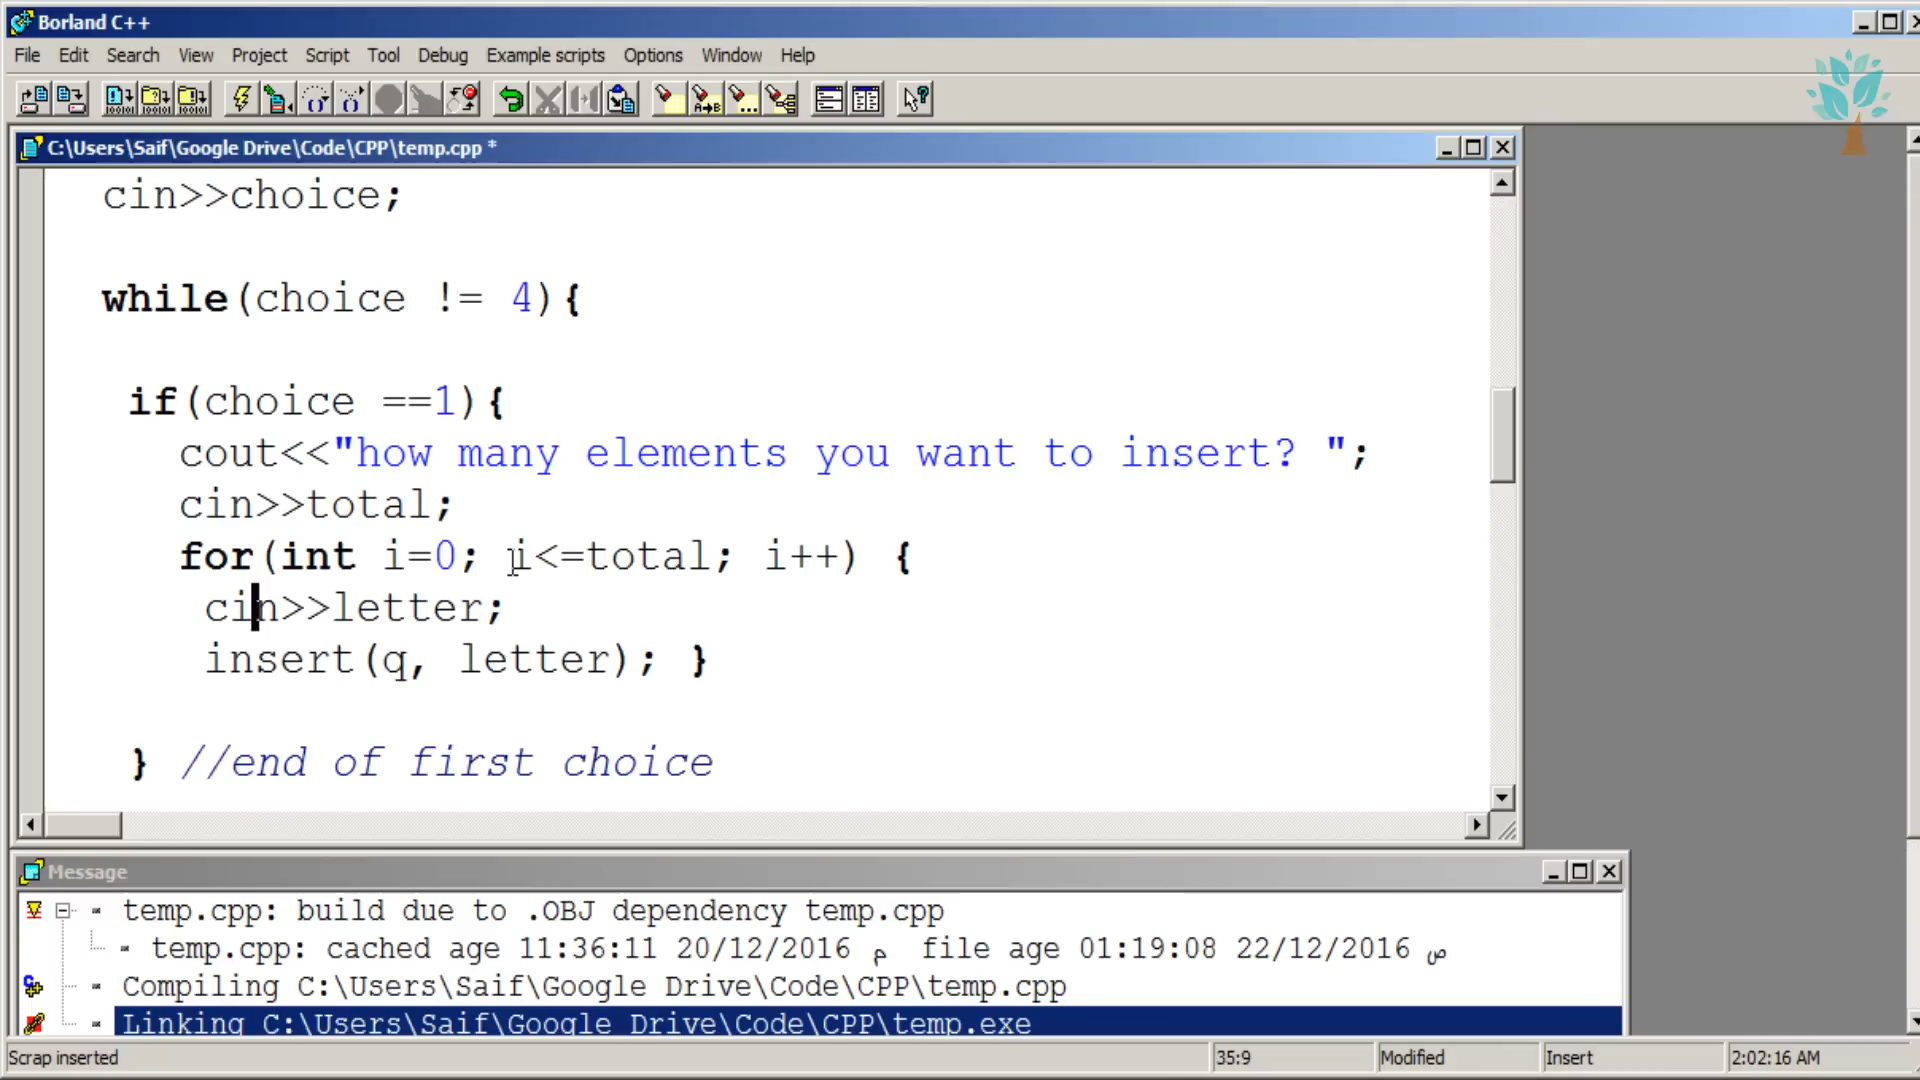 Borland C++
File Edit Search View Project Script Tool Debug Example scripts Options Window Help
C:\Users\Saif\Google Drive\Code\CPP\temp.cpp *
cin>>choice;
while(choice != 4){
if(choice ==1){
cout<<"how many elements you want to insert? ";
cin>>total;
for(int i=0; i<=total; i++) {
cin>>letter;
insert(q, letter); }
} //end of first choice
Message
temp.cpp: build due to .OBJ dependency temp.cpp
temp.cpp: cached age 11:36:11 20/12/2016 م file age 01:19:08 22/12/2016 ص
Compiling C:\Users\Saif\Google Drive\Code\CPP\temp.cpp
Linking C:\Users\Saif\Google Drive\Code\CPP\temp.exe
Scrap inserted 35:9 Modified Insert 2:02:16 AM